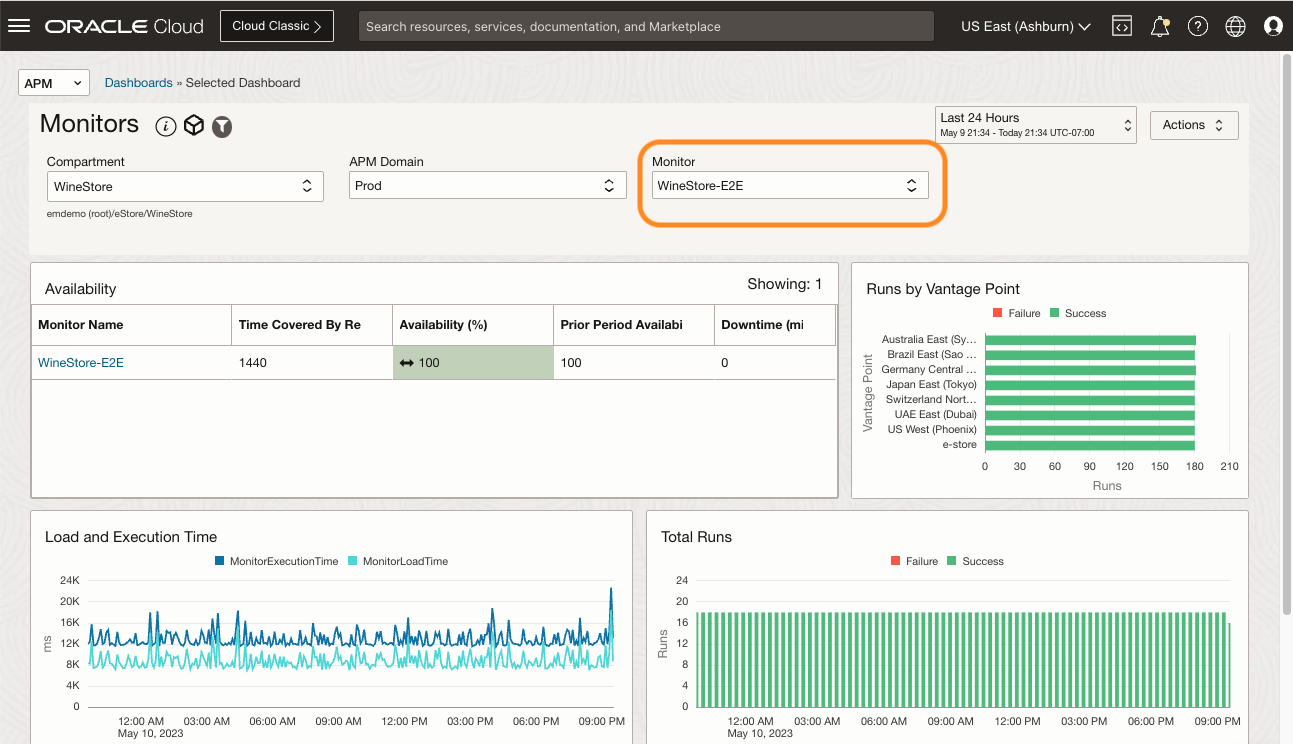 ORACLE Cloud
Cloud Classic
Search resources, services, documentation, and Marketplace
US East (Ashburn)
APM
Dashboards » Selected Dashboard
Monitors
Last 24 Hours
May 9 21:34 - Today 21:34 UTC-07:00
Actions
Compartment
WineStore
emdemo (root)/eStore/WineStore
APM Domain
Prod
Monitor
WineStore-E2E
Availability
Showing: 1
Monitor Name Time Covered By Re Availability (%) Prior Period Availabi Downtime (mi
WineStore-E2E 1440 100 100 0
Runs by Vantage Point
Failure Success
Vantage Point
Australia East (Sy...
Brazil East (Sao ...
Germany Central ...
Japan East (Tokyo)
Switzerland Nort...
UAE East (Dubai)
US West (Phoenix)
e-store
0 30 60 90 120 150 180 210
Runs
Load and Execution Time
MonitorExecutionTime MonitorLoadTime
ms
24K
20K
16K
12K
8K
4K
0
12:00 AM 03:00 AM 06:00 AM 09:00 AM 12:00 PM 03:00 PM 06:00 PM 09:00 PM
May 10, 2023
Total Runs
Failure Success
Runs
24
20
16
12
8
4
0
12:00 AM 03:00 AM 06:00 AM 09:00 AM 12:00 PM 03:00 PM 06:00 PM 09:00 PM
May 10, 2023